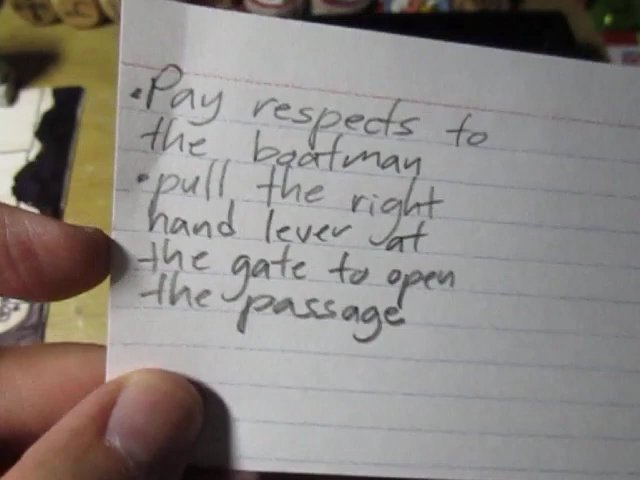 •Pay respects to
the boatman
•pull the right
hand lever at
the gate to open
the passage